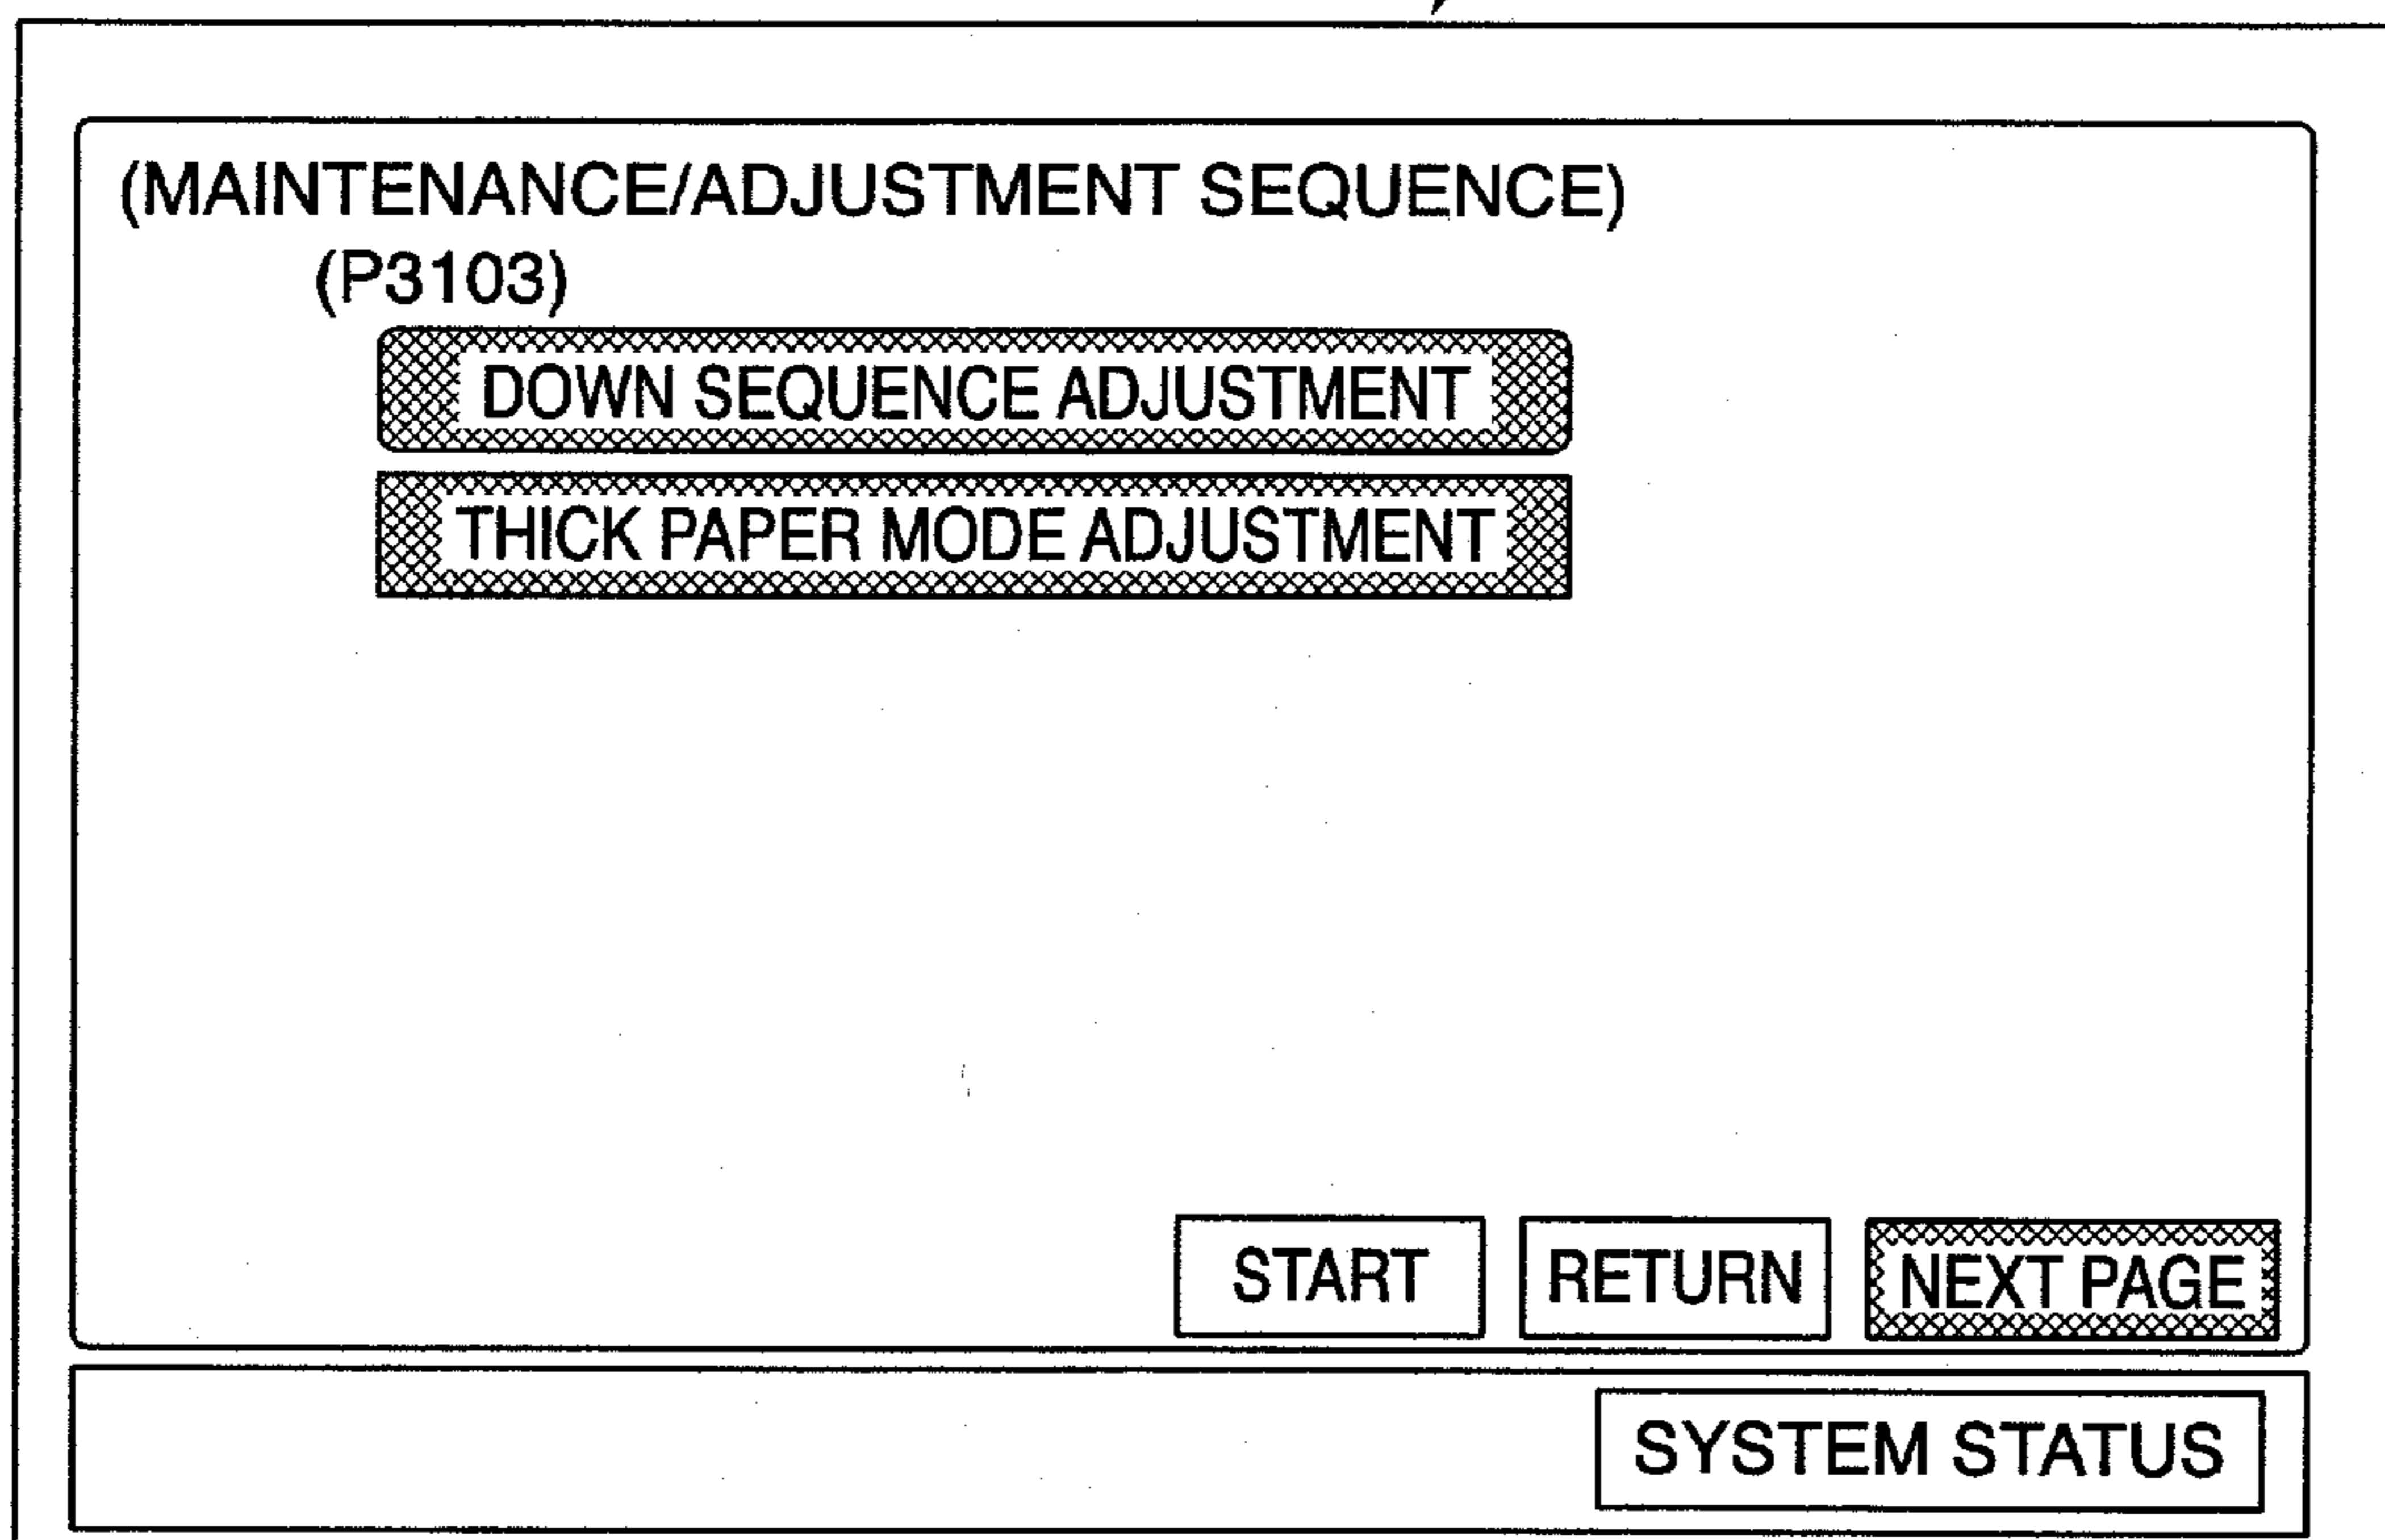 (MAINTENANCE/ADJUSTMENT SEQUENCE)
(P3103)
DOWN SEQUENCE ADJUSTMENT
THICK PAPER MODE ADJUSTMENT
START RETURN NEXT PAGE
SYSTEM STATUS